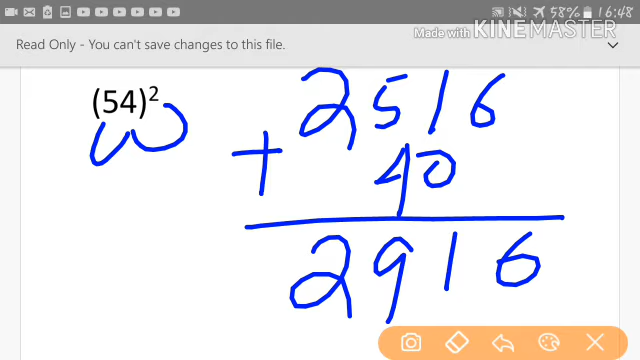 58% 16:48
Made with KINEMASTER
Read Only - You can't save changes to this file.
(54)²
2516
+ 40
2916